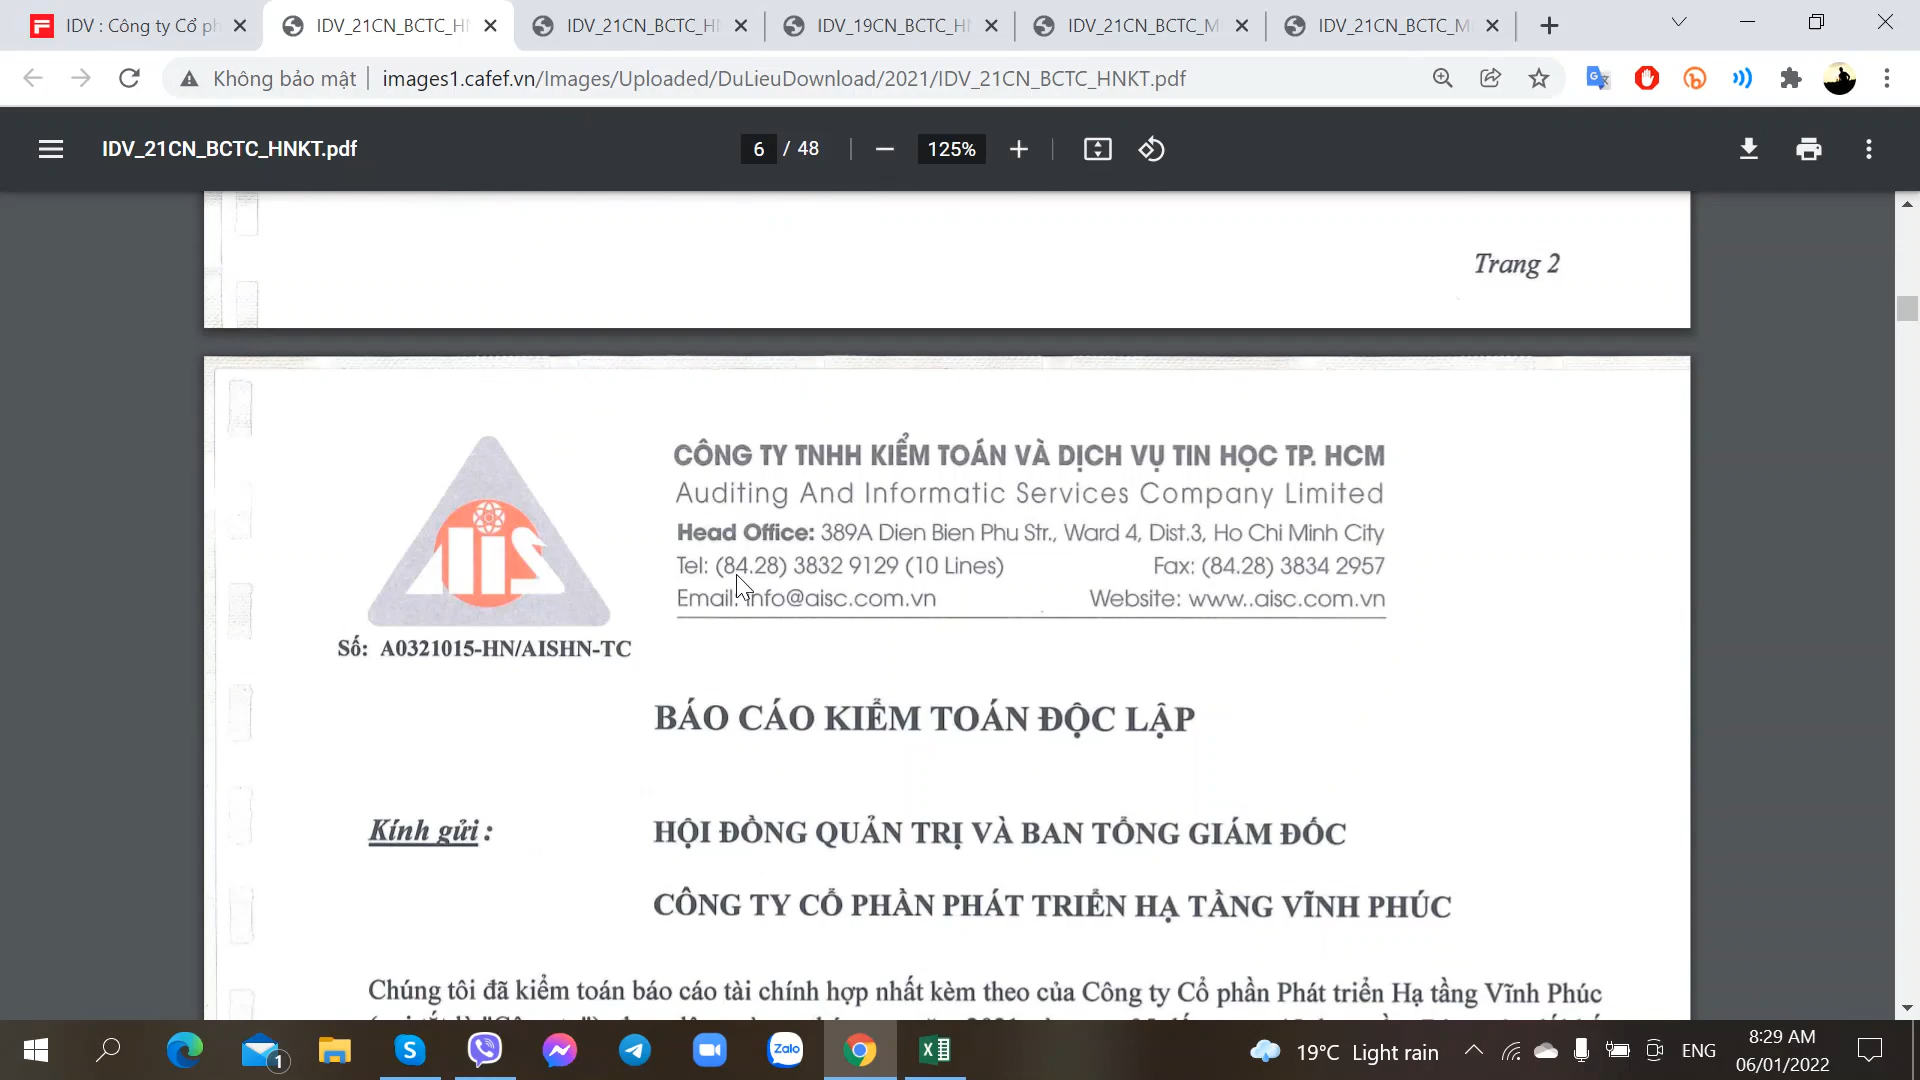 IDV : Công ty Cổ ph
IDV_21CN_BCTC_H
IDV_21CN_BCTC_H
IDV_19CN_BCTC_H
IDV_21CN_BCTC_M
IDV_21CN_BCTC_M
Không bảo mật
images1.cafef.vn/Images/Uploaded/DuLieuDownload/2021/IDV_21CN_BCTC_HNKT.pdf
IDV_21CN_BCTC_HNKT.pdf
6 / 48
125%
Trang 2
AIS
CÔNG TY TNHH KIỂM TOÁN VÀ DỊCH VỤ TIN HỌC TP. HCM
Auditing And Informatic Services Company Limited
Head Office: 389A Dien Bien Phu Str., Ward 4, Dist.3, Ho Chi Minh City
Tel: (84.28) 3832 9129 (10 Lines) Fax: (84.28) 3834 2957
Email: info@aisc.com.vn Website: www..aisc.com.vn
Số: A0321015-HN/AISHN-TC
BÁO CÁO KIỂM TOÁN ĐỘC LẬP
Kính gửi :
HỘI ĐỒNG QUẢN TRỊ VÀ BAN TỔNG GIÁM ĐỐC
CÔNG TY CỔ PHẦN PHÁT TRIỂN HẠ TẦNG VĨNH PHÚC
Chúng tôi đã kiểm toán báo cáo tài chính hợp nhất kèm theo của Công ty Cổ phần Phát triển Hạ tầng Vĩnh Phúc
1
S
Zalo
19°C Light rain
ENG
8:29 AM
06/01/2022